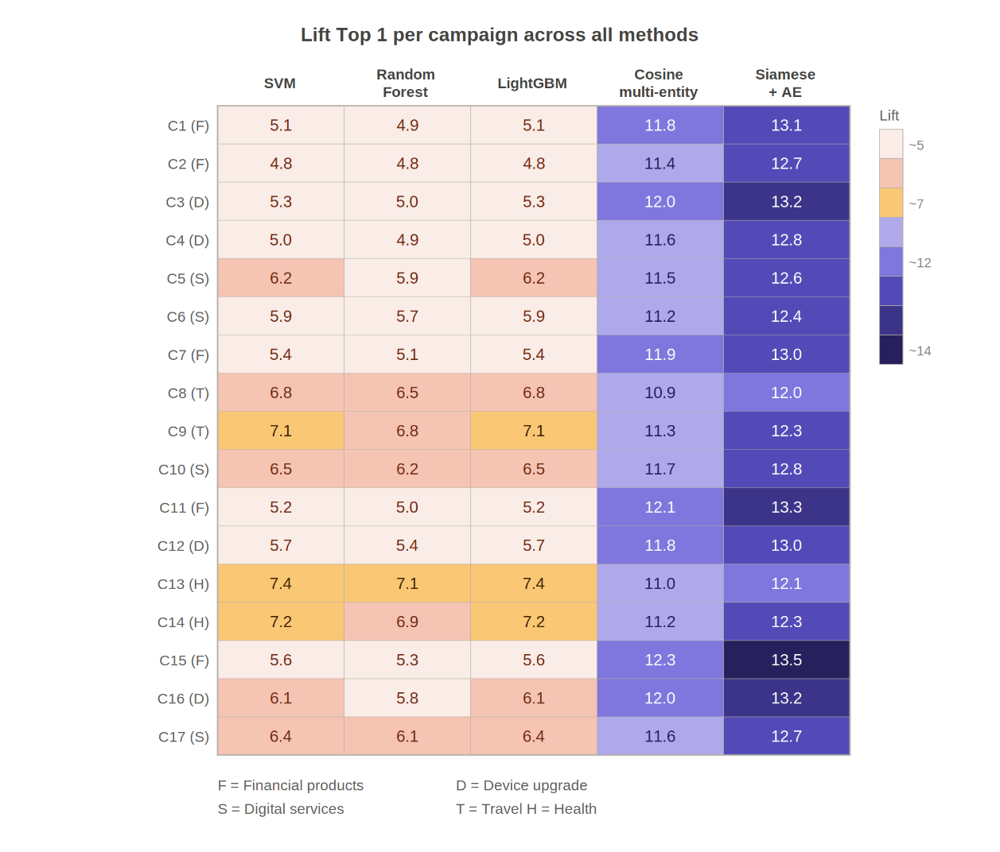 Lift Top 1 per campaign across all methods
SVM Random Forest LightGBM Cosine multi-entity Siamese + AE
Lift
C1 (F) 5.1 4.9 5.1 11.8 13.1
~5
C2 (F) 4.8 4.8 4.8 11.4 12.7
C3 (D) 5.3 5.0 5.3 12.0 13.2
~7
C4 (D) 5.0 4.9 5.0 11.6 12.8
~12
C5 (S) 6.2 5.9 6.2 11.5 12.6
C6 (S) 5.9 5.7 5.9 11.2 12.4
C7 (F) 5.4 5.1 5.4 11.9 13.0
~14
C8 (T) 6.8 6.5 6.8 10.9 12.0
C9 (T) 7.1 6.8 7.1 11.3 12.3
C10 (S) 6.5 6.2 6.5 11.7 12.8
C11 (F) 5.2 5.0 5.2 12.1 13.3
C12 (D) 5.7 5.4 5.7 11.8 13.0
C13 (H) 7.4 7.1 7.4 11.0 12.1
C14 (H) 7.2 6.9 7.2 11.2 12.3
C15 (F) 5.6 5.3 5.6 12.3 13.5
C16 (D) 6.1 5.8 6.1 12.0 13.2
C17 (S) 6.4 6.1 6.4 11.6 12.7
F = Financial products D = Device upgrade
S = Digital services T = Travel H = Health